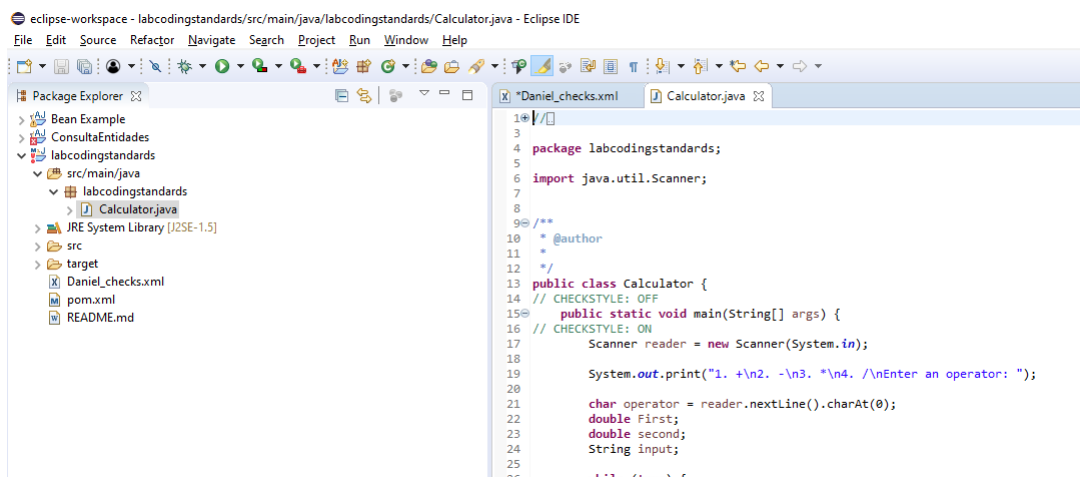 eclipse-workspace - labcodingstandards/src/main/java/labcodingstandards/Calculator.java - Eclipse IDE
File Edit Source Refactor Navigate Search Project Run Window Help
Package Explorer
Bean Example
ConsultaEntidades
labcodingstandards
src/main/java
labcodingstandards
Calculator.java
JRE System Library [J2SE-1.5]
src
target
Daniel_checks.xml
pom.xml
README.md
*Daniel_checks.xml Calculator.java
1 //
3
4 package labcodingstandards;
5
6 import java.util.Scanner;
7
8
9 /**
10 * @author
11 *
12 */
13 public class Calculator {
14 // CHECKSTYLE: OFF
15 public static void main(String[] args) {
16 // CHECKSTYLE: ON
17 Scanner reader = new Scanner(System.in);
18
19 System.out.print("1. +\n2. -\n3. *\n4. /\nEnter an operator: ");
20
21 char operator = reader.nextLine().charAt(0);
22 double First;
23 double second;
24 String input;
25